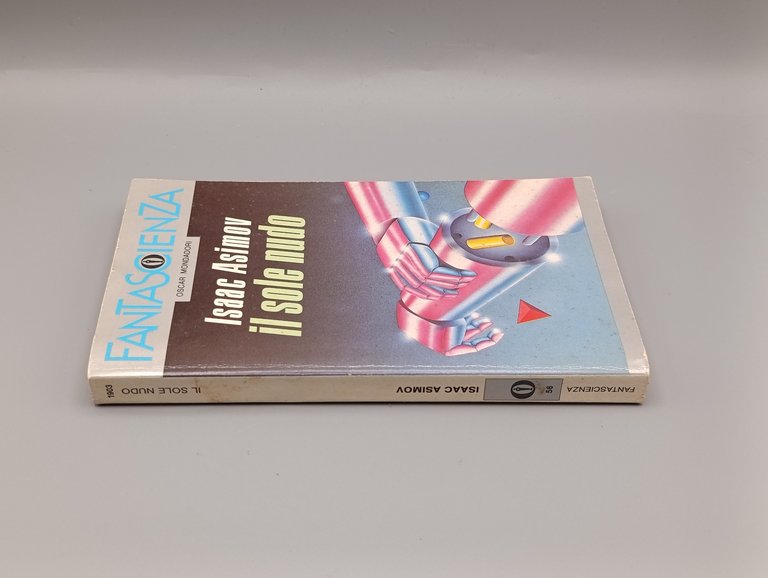 FANTASCIENZA
OSCAR MONDADORI
Isaac Asimov
il sole nudo
1903
IL SOLE NUDO
ISAAC ASIMOV
56
FANTASCIENZA